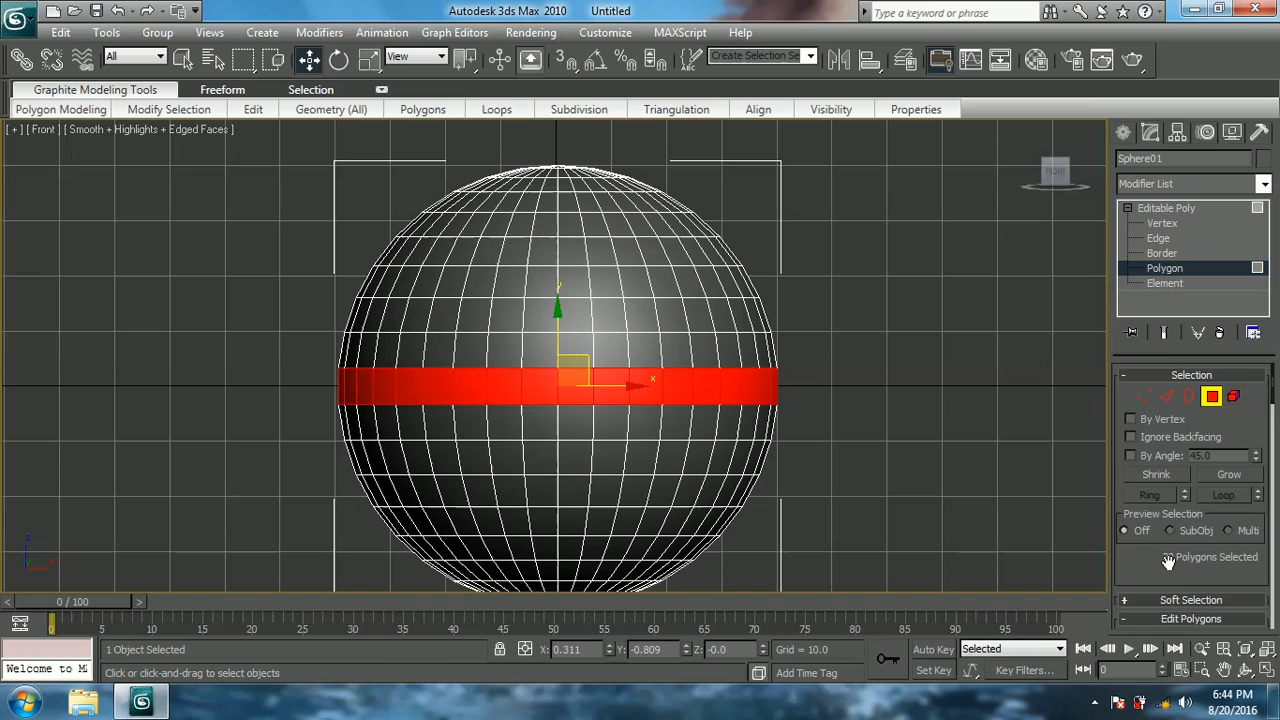 Autodesk 3ds Max 2010 Untitled
Type a keyword or phrase
Edit Tools Group Views Create Modifiers Animation Graph Editors Rendering Customize MAXScript Help
All View 3 Create Selection Se
Graphite Modeling Tools Freeform Selection
Polygon Modeling Modify Selection Edit Geometry (All) Polygons Loops Subdivision Triangulation Align Visibility Properties
[ + ] [ Front ] [ Smooth + Highlights + Edged Faces ]
FRONT
y
x
z
x
Sphere01
Modifier List
Editable Poly
Vertex
Edge
Border
Polygon
Element
- Selection
By Vertex
Ignore Backfacing
By Angle: 45.0
Shrink Grow
Ring Loop
Preview Selection
Off SubObj Multi
Polygons Selected
+ Soft Selection
- Edit Polygons
< 0 / 100 >
0 5 10 15 20 25 30 35 40 45 50 55 60 65 70 75 80 85 90 95 100
1 Object Selected X: 0.311 Y: -0.809 Z: -0.0 Grid = 10.0 Auto Key Selected
Welcome to M Click or click-and-drag to select objects Add Time Tag Set Key Key Filters... 0
6:44 PM
8/20/2016